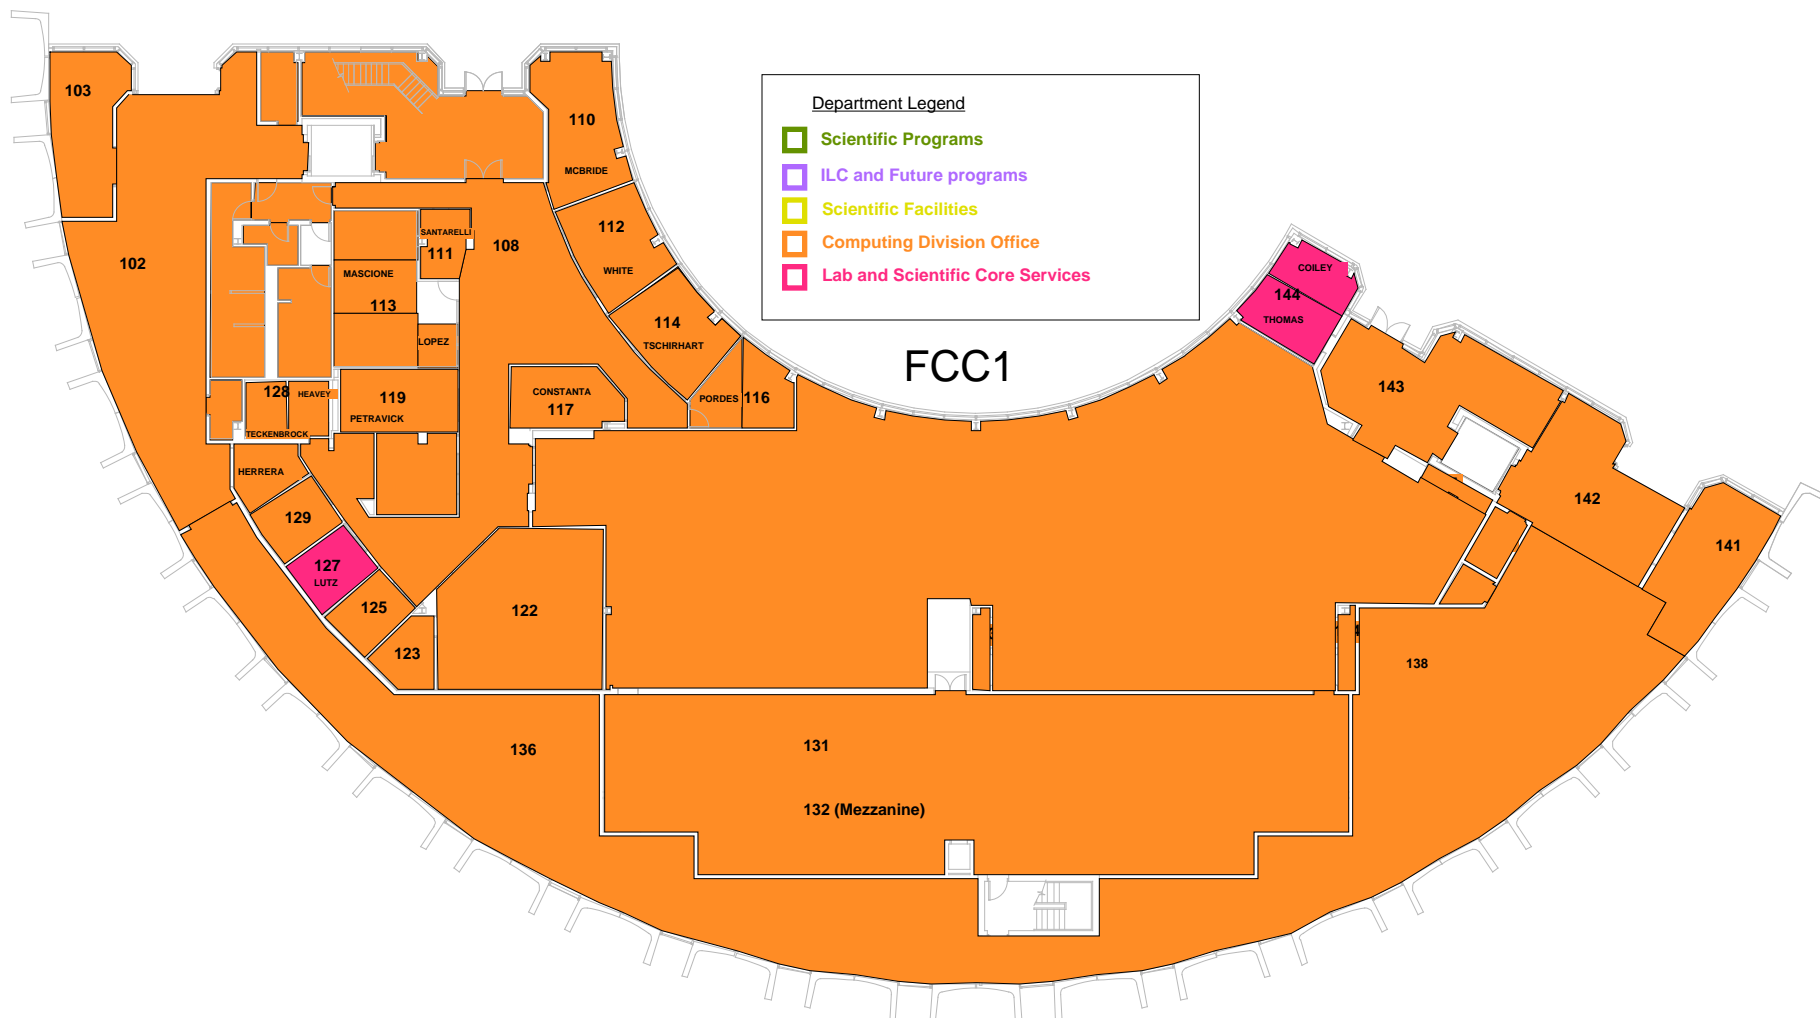 103
110
MCBRIDE
Department Legend
Scientific Programs
ILC and Future programs
Scientific Facilities
Computing Division Office
Lab and Scientific Core Services
102
SANTARELLI
111
108
112
WHITE
MASCIONE
113
LOPEZ
114
TSCHIRHART
COILEY
144
THOMAS
FCC1
128
HEAVEY
TECKENBROCK
119
PETRAVICK
CONSTANTA
117
PORDES
116
143
HERRERA
129
127
LUTZ
125
123
122
142
141
138
136
131
132 (Mezzanine)